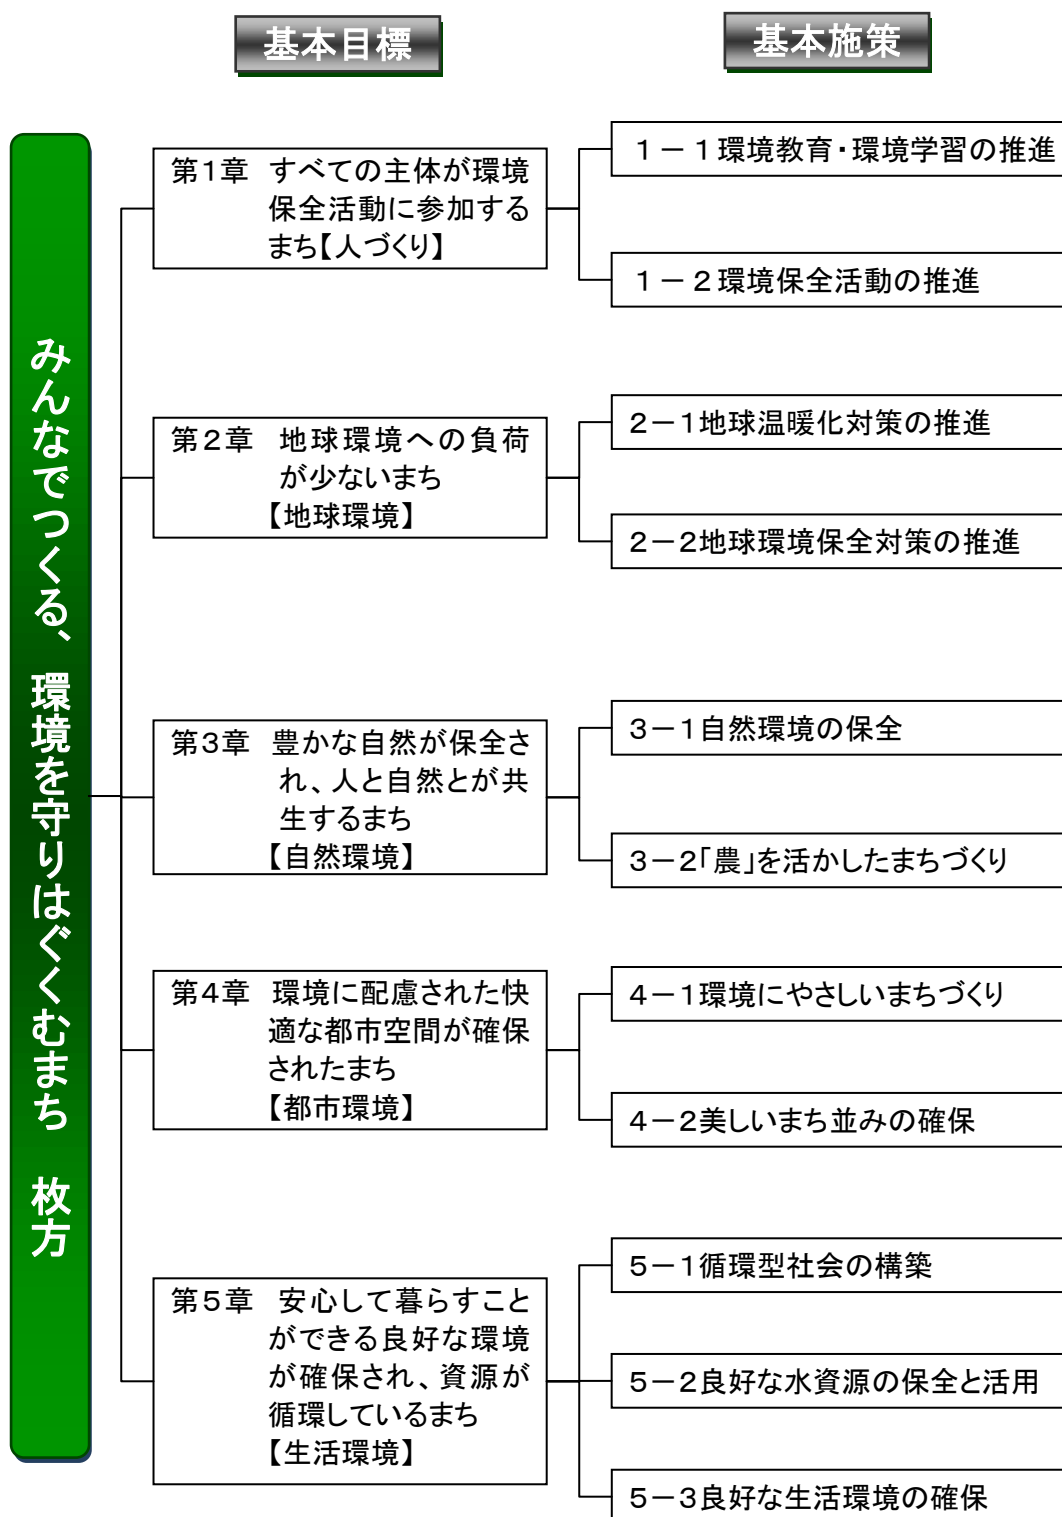 基本目標
基本施策
みんなでつくる、環境を守りはぐくむまち　枚方
第1章　すべての主体が環境
保全活動に参加する
まち【人づくり】
1－1環境教育・環境学習の推進
1－2環境保全活動の推進
第2章　地球環境への負荷
が少ないまち
【地球環境】
2－1地球温暖化対策の推進
2－2地球環境保全対策の推進
第3章　豊かな自然が保全さ
れ、人と自然とが共
生するまち
【自然環境】
3－1自然環境の保全
3－2「農」を活かしたまちづくり
第4章　環境に配慮された快
適な都市空間が確保
されたまち
【都市環境】
4－1環境にやさしいまちづくり
4－2美しいまち並みの確保
第5章　安心して暮らすこと
ができる良好な環境
が確保され、資源が
循環しているまち
【生活環境】
5－1循環型社会の構築
5－2良好な水資源の保全と活用
5－3良好な生活環境の確保